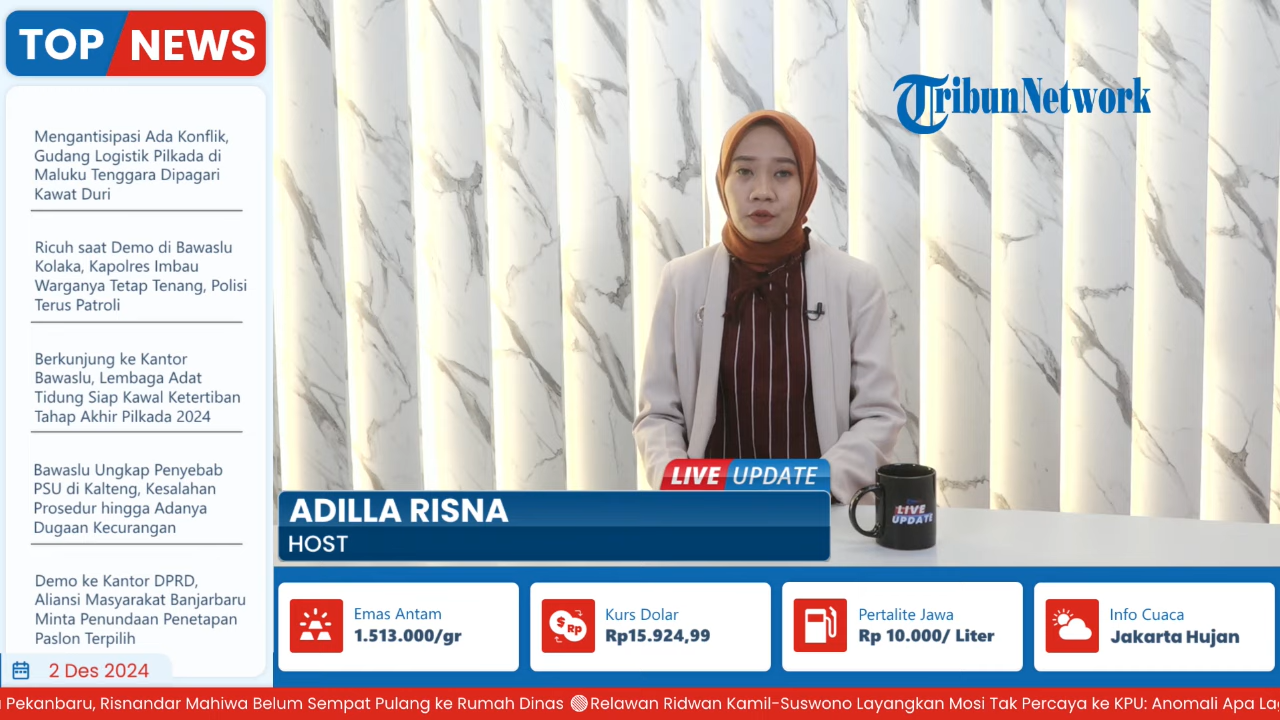 TOP NEWS
Mengantisipasi Ada Konflik,
Gudang Logistik Pilkada di
Maluku Tenggara Dipagari
Kawat Duri
Ricuh saat Demo di Bawaslu
Kolaka, Kapolres Imbau
Warganya Tetap Tenang, Polisi
Terus Patroli
Berkunjung ke Kantor
Bawaslu, Lembaga Adat
Tidung Siap Kawal Ketertiban
Tahap Akhir Pilkada 2024
Bawaslu Ungkap Penyebab
PSU di Kalteng, Kesalahan
Prosedur hingga Adanya
Dugaan Kecurangan
Demo ke Kantor DPRD,
Aliansi Masyarakat Banjarbaru
Minta Penundaan Penetapan
Paslon Terpilih
2 Des 2024
TribunNetwork
LIVE UPDATE
ADILLA RISNA
HOST
LIVE
UPDATE
Emas Antam
1.513.000/gr
Kurs Dolar
Rp15.924,99
Pertalite Jawa
Rp 10.000/ Liter
Info Cuaca
Jakarta Hujan
Pekanbaru, Risnandar Mahiwa Belum Sempat Pulang ke Rumah Dinas Relawan Ridwan Kamil-Suswono Layangkan Mosi Tak Percaya ke KPU: Anomali Apa